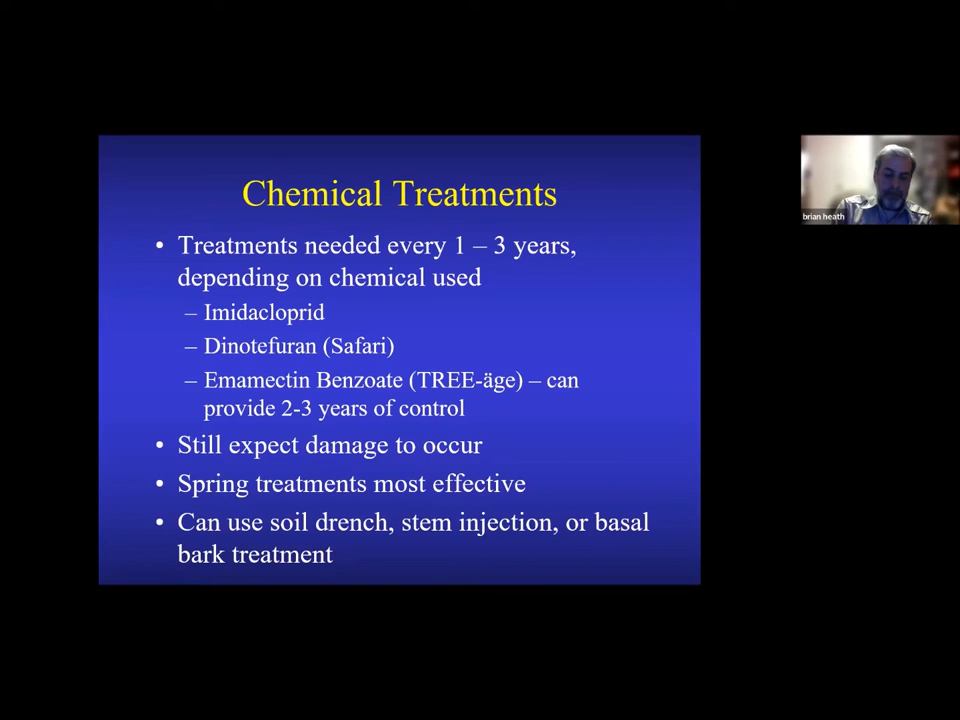 Chemical Treatments
• Treatments needed every 1 – 3 years,
depending on chemical used
– Imidacloprid
– Dinotefuran (Safari)
– Emamectin Benzoate (TREE-äge) – can
provide 2-3 years of control
• Still expect damage to occur
• Spring treatments most effective
• Can use soil drench, stem injection, or basal
bark treatment
brian heath